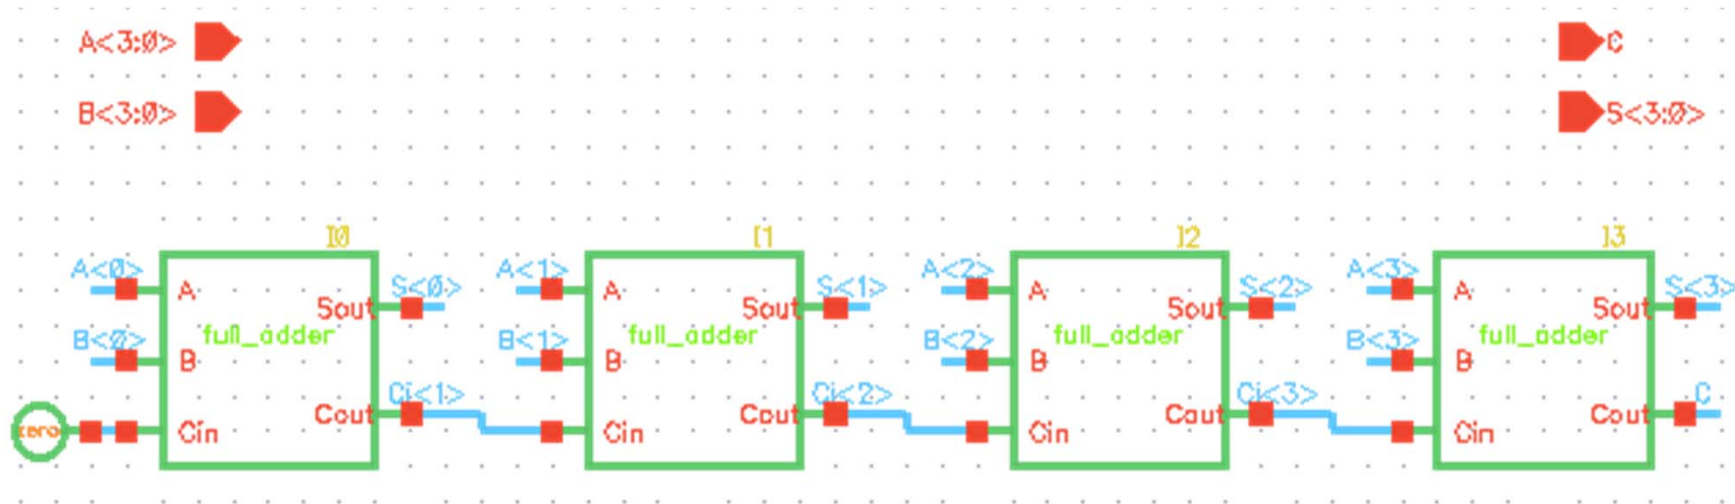 A<3:0>
C
B<3:0>
S<3:0>
I0
I1
I2
I3
A<0>
A
Sout
S<0>
B<0>
B
full_adder
Cout
Ci<1>
zero
Cin
A<1>
A
Sout
S<1>
B<1>
B
full_adder
Cout
Ci<2>
Cin
A<2>
A
Sout
S<2>
B<2>
B
full_adder
Cout
Ci<3>
Cin
A<3>
A
Sout
S<3>
B<3>
B
full_adder
Cout
C
Cin